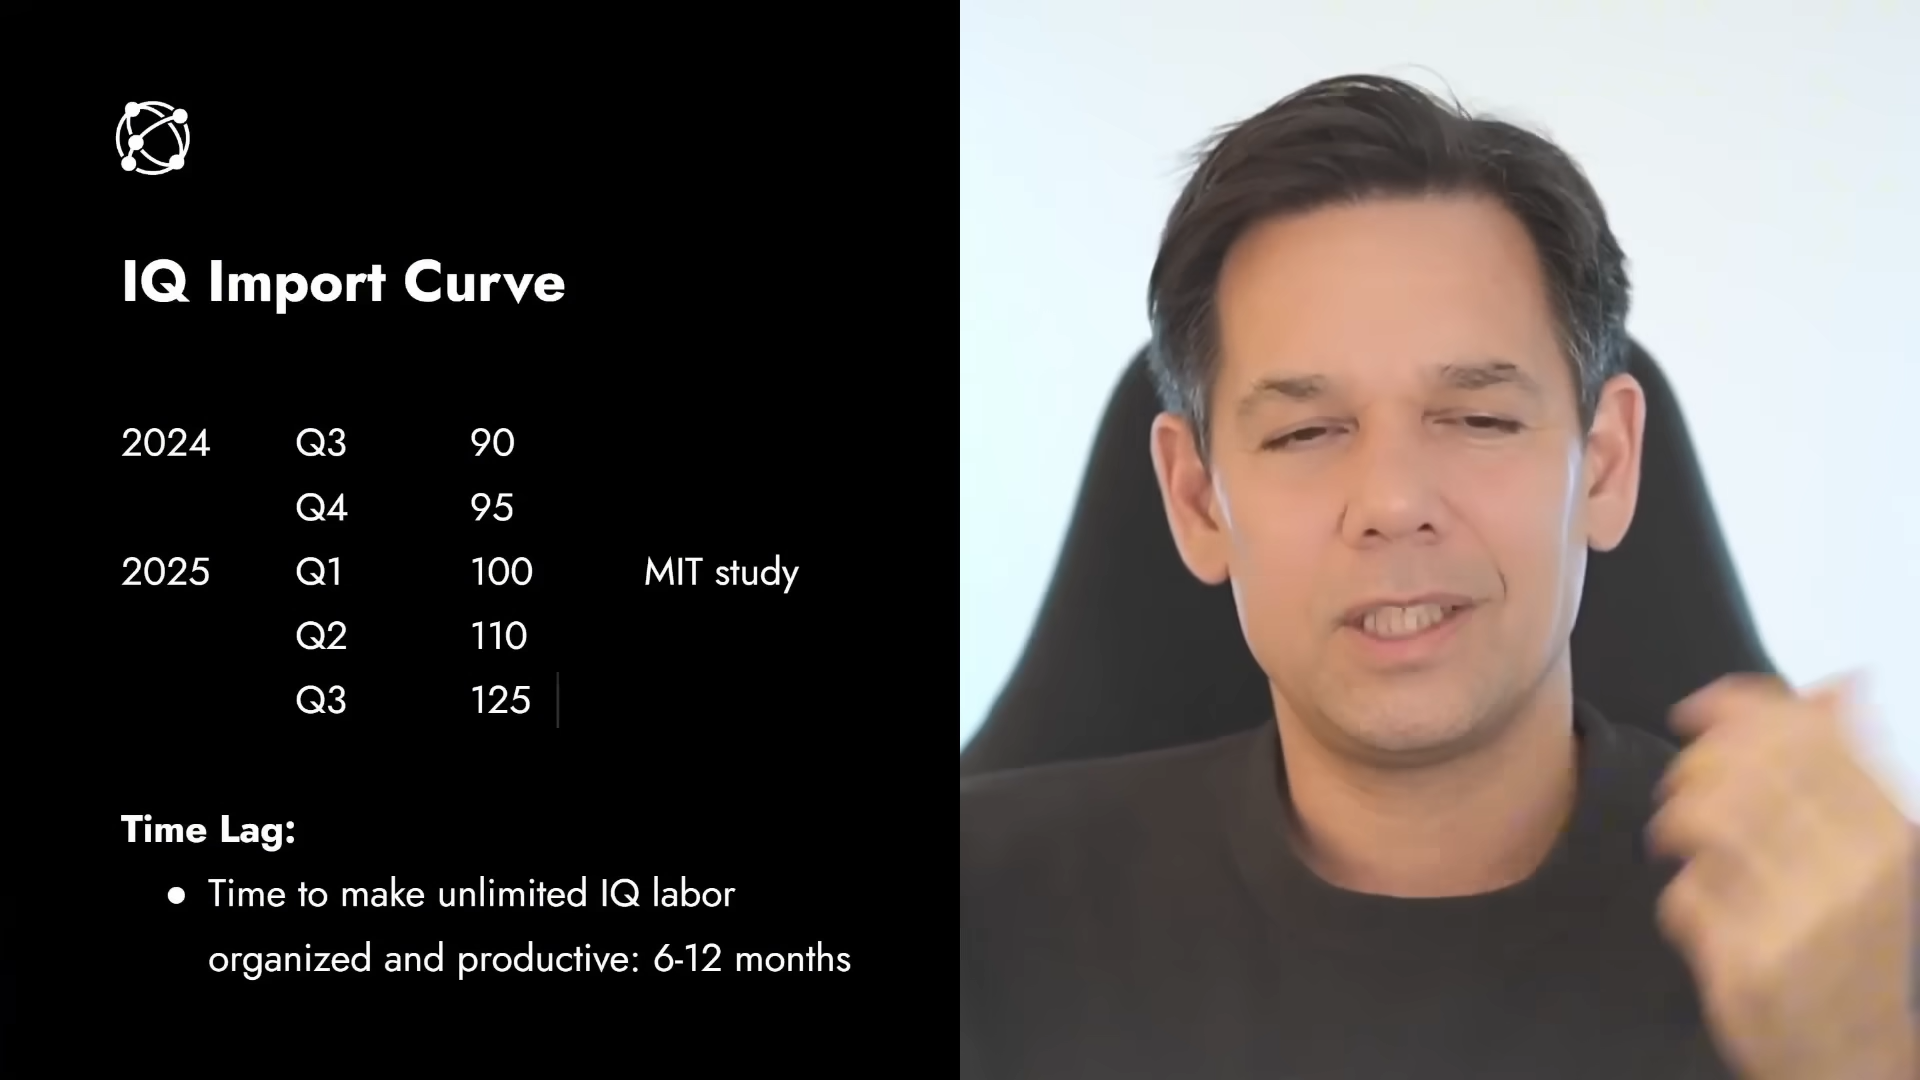 IQ Import Curve
2024 Q3 90
Q4 95
2025 Q1 100 MIT study
Q2 110
Q3 125
Time Lag:
● Time to make unlimited IQ labor
organized and productive: 6-12 months